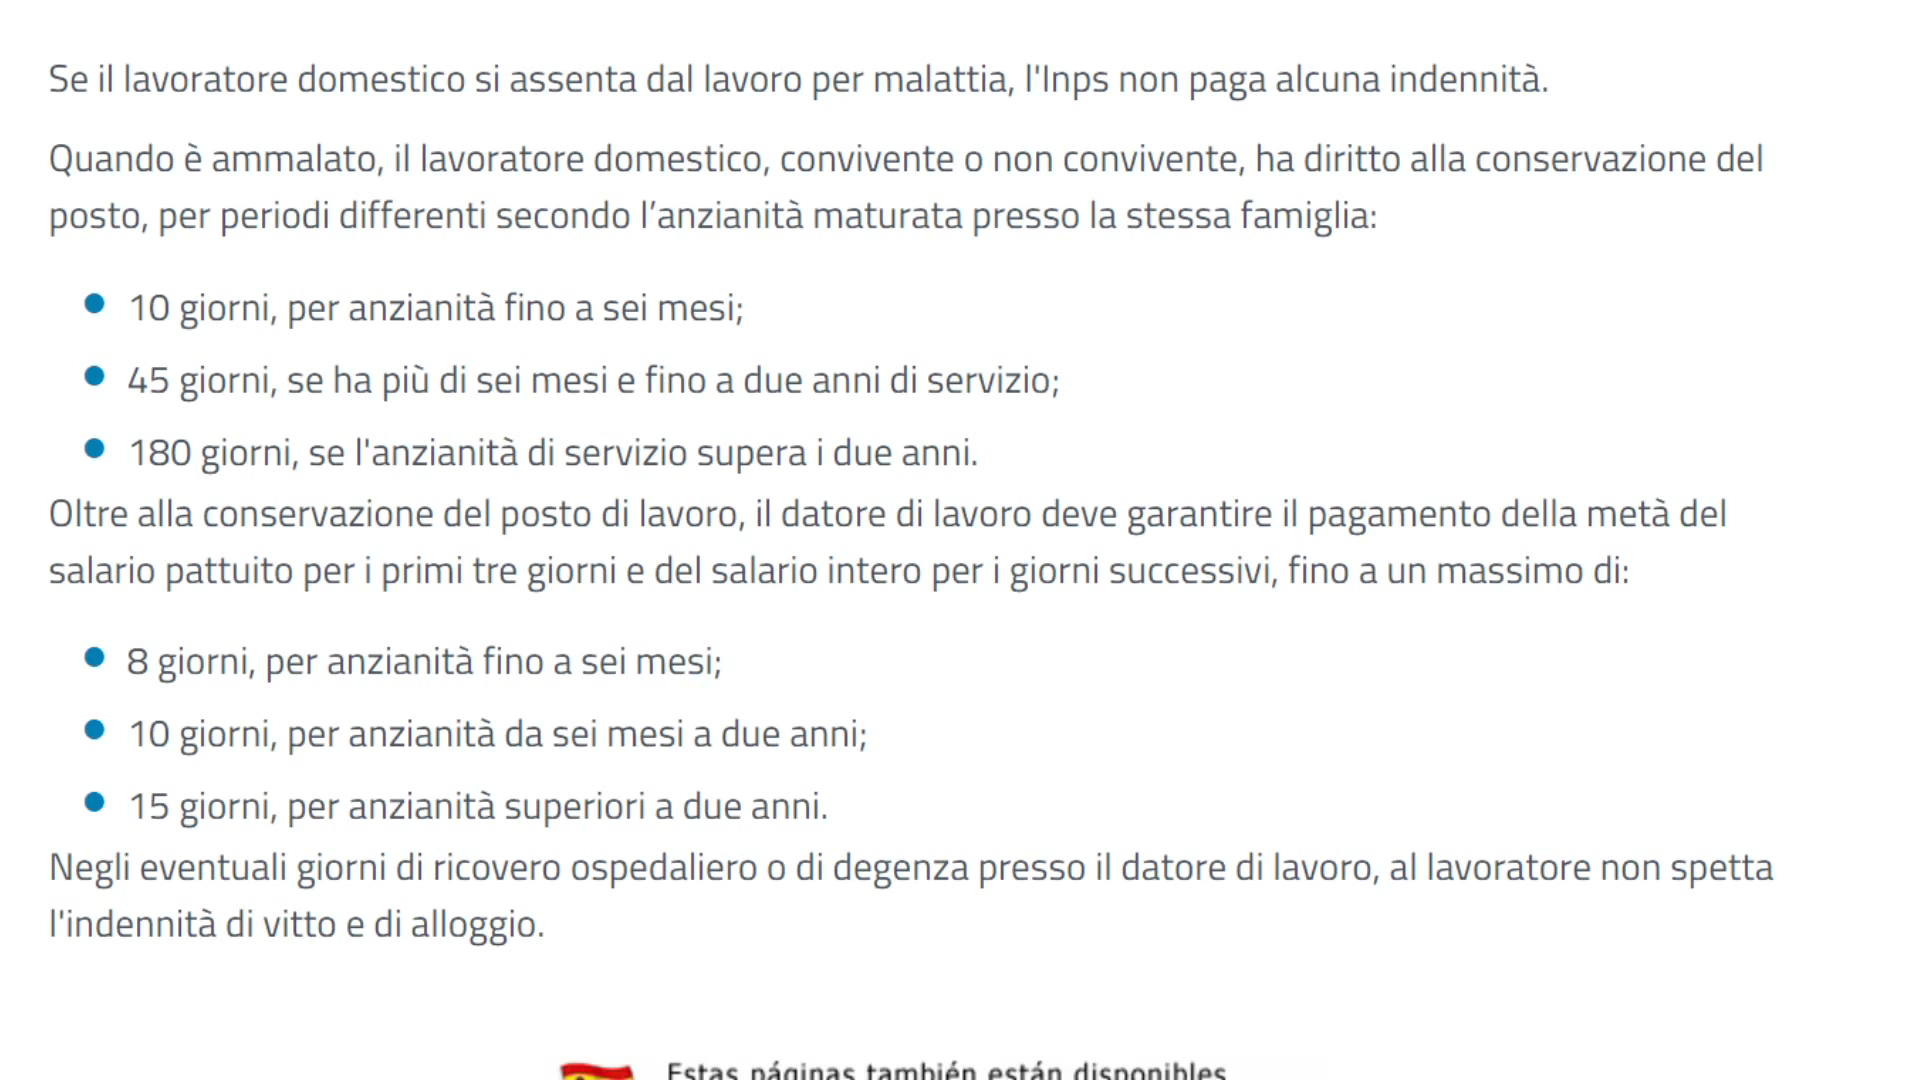 Se il lavoratore domestico si assenta dal lavoro per malattia, l'Inps non paga alcuna indennità.
Quando è ammalato, il lavoratore domestico, convivente o non convivente, ha diritto alla conservazione del
posto, per periodi differenti secondo l’anzianità maturata presso la stessa famiglia:
10 giorni, per anzianità fino a sei mesi;
45 giorni, se ha più di sei mesi e fino a due anni di servizio;
180 giorni, se l'anzianità di servizio supera i due anni.
Oltre alla conservazione del posto di lavoro, il datore di lavoro deve garantire il pagamento della metà del
salario pattuito per i primi tre giorni e del salario intero per i giorni successivi, fino a un massimo di:
8 giorni, per anzianità fino a sei mesi;
10 giorni, per anzianità da sei mesi a due anni;
15 giorni, per anzianità superiori a due anni.
Negli eventuali giorni di ricovero ospedaliero o di degenza presso il datore di lavoro, al lavoratore non spetta
l'indennità di vitto e di alloggio.
Estas páginas también están disponibles